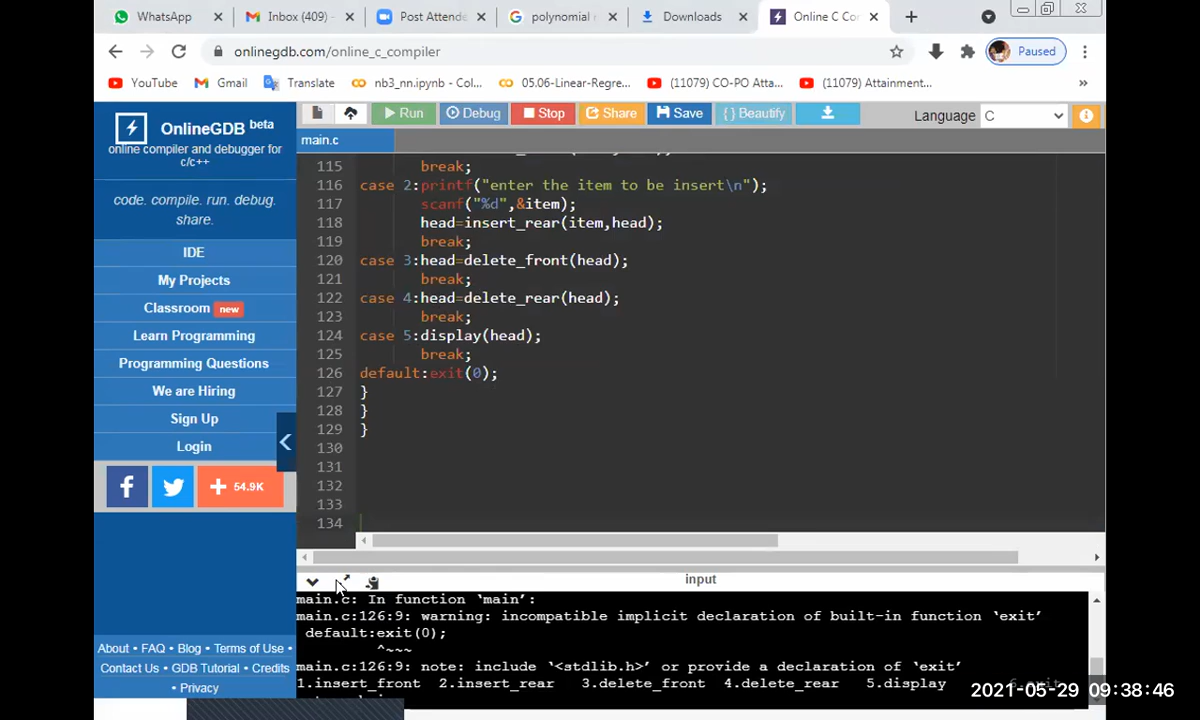 WhatsApp
Inbox (409) -
Post Attende
polynomial
Downloads
Online C Co
onlinegdb.com/online_c_compiler
Paused
YouTube
Gmail
Translate
nb3_nn.ipynb - Col...
05.06-Linear-Regre...
(11079) CO-PO Atta...
(11079) Attainment...
»
OnlineGDB beta
online compiler and debugger for
c/c++
code. compile. run. debug.
share.
IDE
My Projects
Classroom new
Learn Programming
Programming Questions
We are Hiring
Sign Up
Login
54.9K
About • FAQ • Blog • Terms of Use •
Contact Us • GDB Tutorial • Credits
• Privacy
Run
Debug
Stop
Share
Save
{ } Beautify
Language C
main.c
115 break;
116 case 2:printf("enter the item to be insert\n");
117 scanf("%d",&item);
118 head=insert_rear(item,head);
119 break;
120 case 3:head=delete_front(head);
121 break;
122 case 4:head=delete_rear(head);
123 break;
124 case 5:display(head);
125 break;
126 default:exit(0);
127 }
128 }
129 }
130
131
132
133
134
input
main.c: In function ‘main’:
main.c:126:9: warning: incompatible implicit declaration of built-in function ‘exit’
default:exit(0);
^~~~
main.c:126:9: note: include ‘<stdlib.h>’ or provide a declaration of ‘exit’
1.insert_front 2.insert_rear 3.delete_front 4.delete_rear 5.display 6.exit
2021-05-29 09:38:46